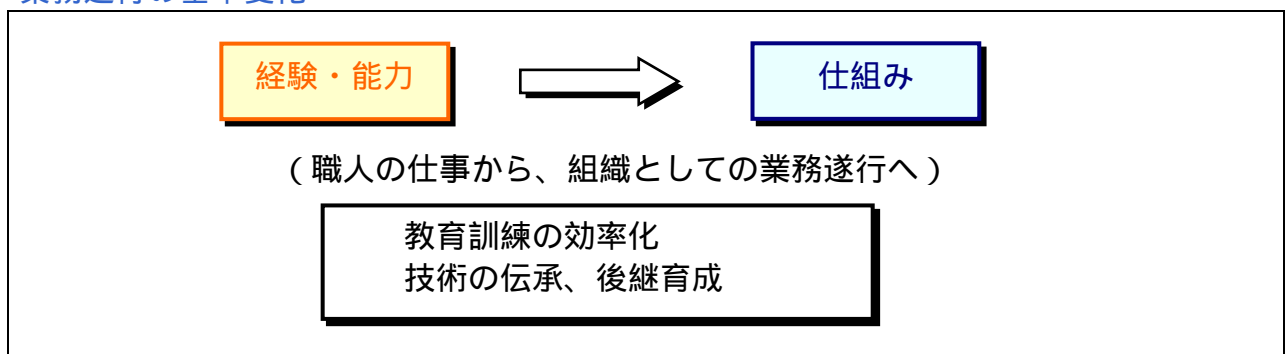 経験・能力
仕組み
（職人の仕事から、組織としての業務遂行へ）
教育訓練の効率化
技術の伝承、後継育成